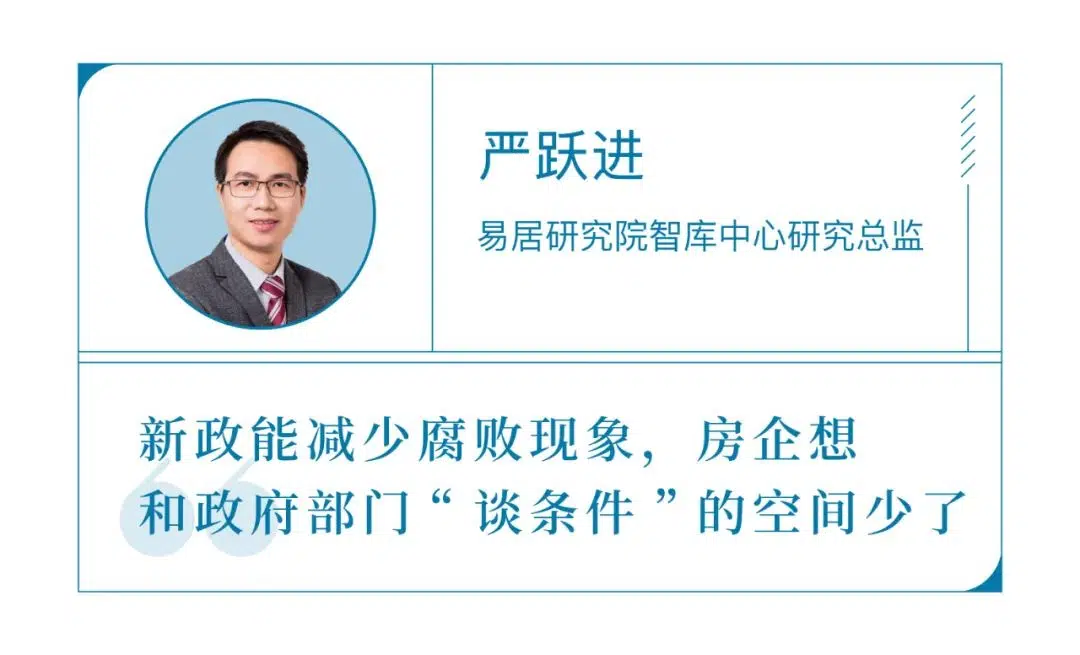 严跃进
易居研究院智库中心研究总监
新政能减少腐败现象，房企想
和政府部门“谈条件”的空间少了